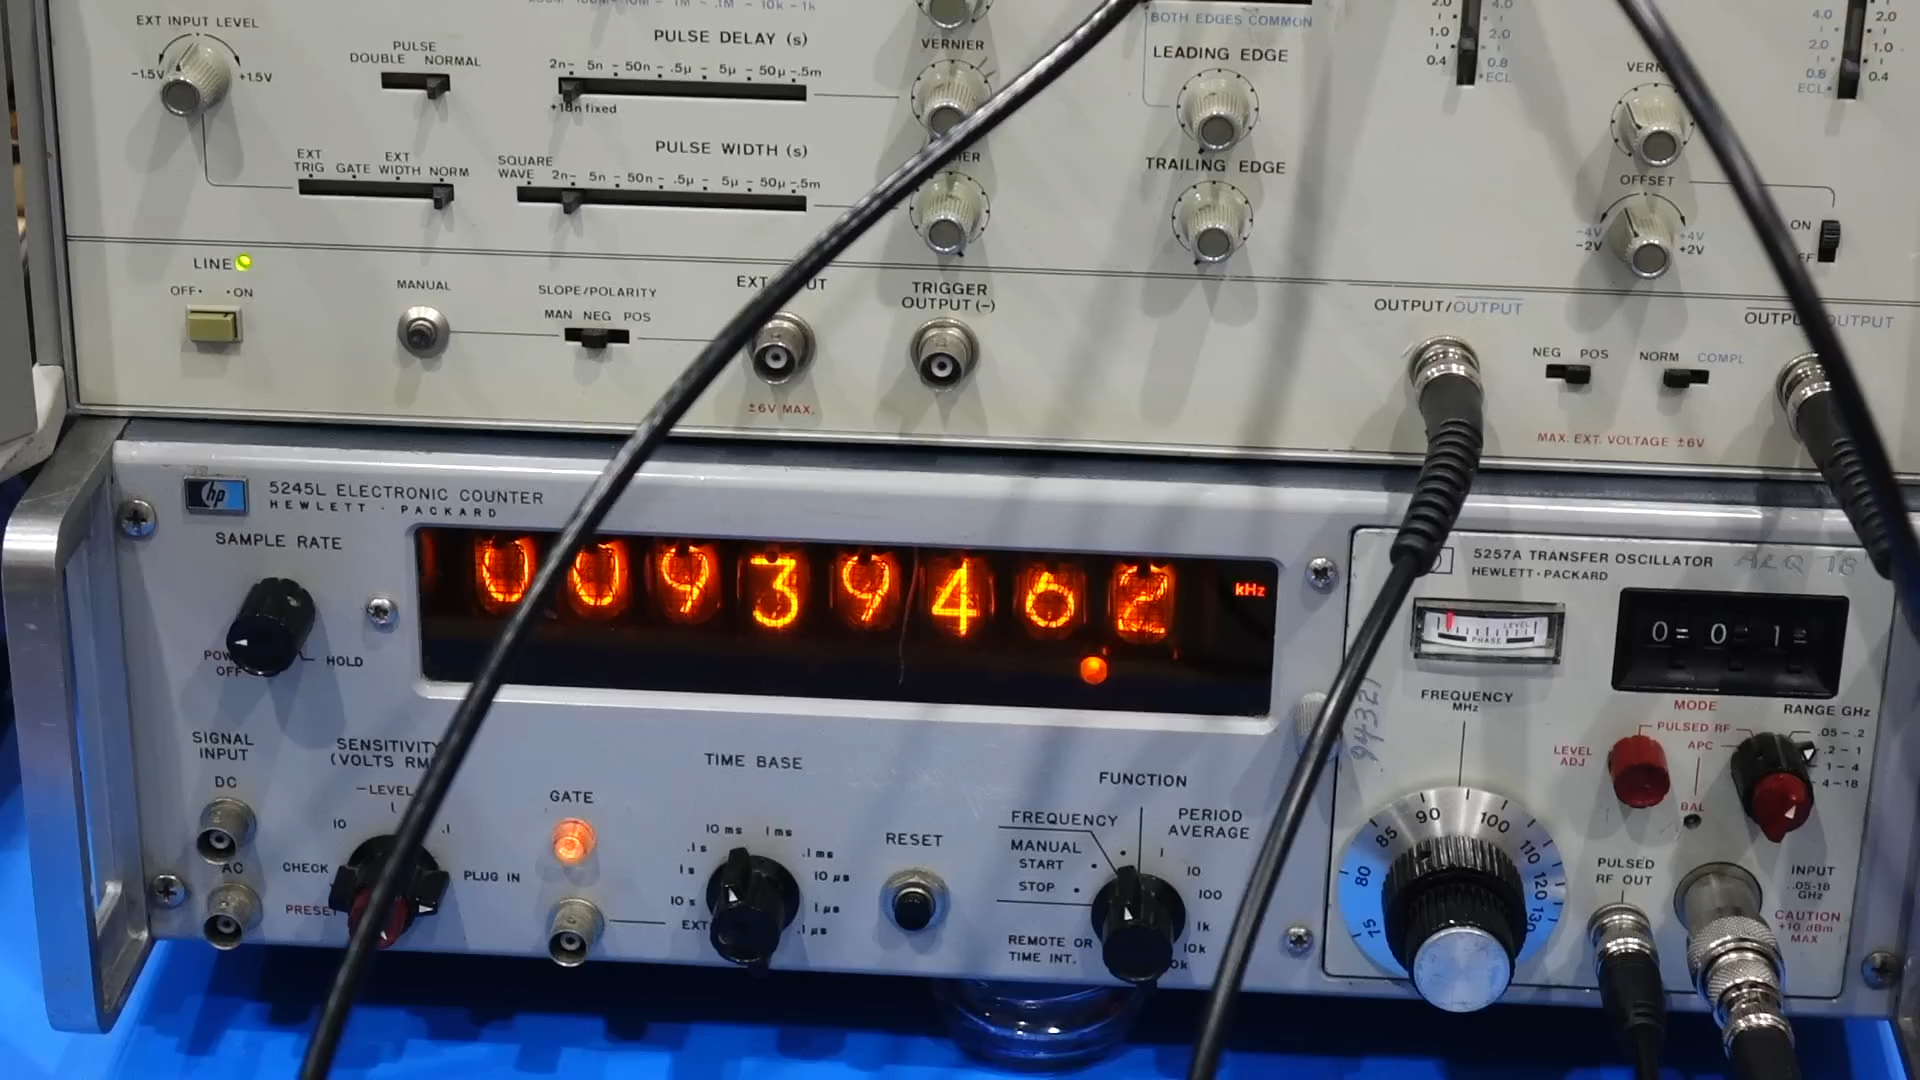 EXT INPUT LEVEL
-1.5V +1.5V
PULSE
DOUBLE NORMAL
PULSE DELAY (s)
2n 5n 50n .5µ 5µ 50µ .5m
+18n fixed
VERNIER
BOTH EDGES COMMON
LEADING EDGE
2.0 4.0
1.0 2.0
0.4 0.8
ECL
4.0 2.0
2.0 1.0
0.8 0.4
ECL
EXT
TRIG GATE EXT
WIDTH NORM
PULSE WIDTH (s)
SQUARE
WAVE 2n 5n 50n .5µ 5µ 50µ .5m
TRAILING EDGE
OFFSET
-4V +4V
-2V +2V
ON
LINE
OFF ON
MANUAL
SLOPE/POLARITY
MAN NEG POS
TRIGGER
OUTPUT (-)
±6V MAX.
OUTPUT/OUTPUT
NEG POS
NORM COMPL
MAX. EXT. VOLTAGE ±6V
hp
5245L ELECTRONIC COUNTER
HEWLETT · PACKARD
SAMPLE RATE
OFF
HOLD
0 0 9 3 9 4 6 2
kHz
5257A TRANSFER OSCILLATOR
HEWLETT · PACKARD
LEVEL
PHASE
0 0 1
FREQUENCY
MHz
94321
MODE
PULSED RF
APC
LEVEL
ADJ
BAL
RANGE GHz
.05 - .2
.2 - 1
1 - 4
4 - 18
75 80 85 90 100 110 120 130
PULSED
RF OUT
INPUT
.05-18
GHz
CAUTION
+10 dBm
MAX
SIGNAL
INPUT
DC
AC
SENSITIVITY
(VOLTS RMS)
LEVEL
10 1 .1
CHECK
PLUG IN
PRESET
GATE
TIME BASE
10 ms 1 ms
.1 s .1 ms
1 s 10 µs
10 s 1 µs
EXT .1 µs
RESET
FUNCTION
FREQUENCY
MANUAL
START
STOP
REMOTE OR
TIME INT.
PERIOD
AVERAGE
1
10
100
1k
10k